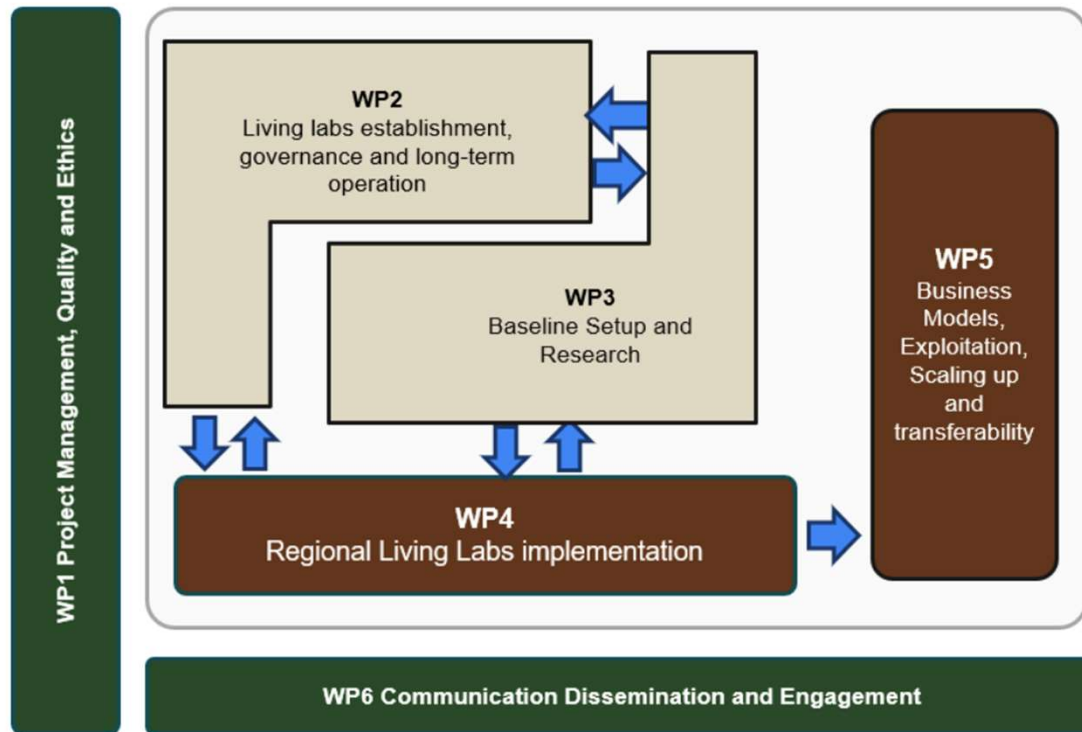 WP1 Project Management, Quality and Ethics
WP2
Living labs establishment,
governance and long-term
operation
WP3
Baseline Setup and
Research
WP4
Regional Living Labs implementation
WP5
Business
Models,
Exploitation,
Scaling up
and
transferability
WP6 Communication Dissemination and Engagement